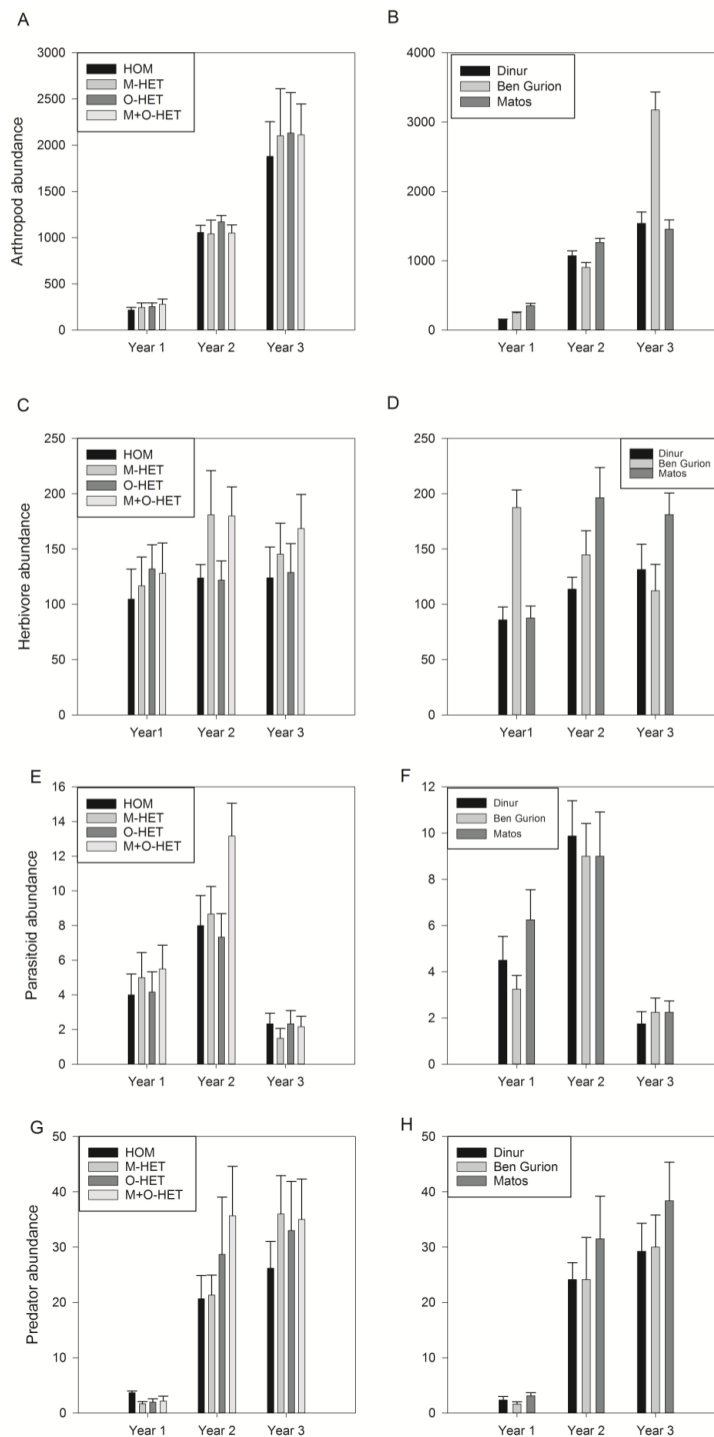 A
Arthropod abundance
3000
2500
2000
1500
1000
500
0
HOM
M-HET
O-HET
M+O-HET
Year 1 Year 2 Year 3
B
4000
3000
2000
1000
0
Dinur
Ben Gurion
Matos
Year 1 Year 2 Year 3
C
Herbivore abundance
250
200
150
100
50
0
HOM
M-HET
O-HET
M+O-HET
Year1 Year 2 Year 3
D
250
200
150
100
50
0
Dinur
Ben Gurion
Matos
Year1 Year 2 Year 3
E
Parasitoid abundance
16
14
12
10
8
6
4
2
0
HOM
M-HET
O-HET
M+O-HET
Year 1 Year 2 Year 3
F
12
10
8
6
4
2
0
Dinur
Ben Gurion
Matos
Year 1 Year 2 Year 3
G
Predator abundance
50
40
30
20
10
0
HOM
M-HET
O-HET
M+O-HET
Year 1 Year 2 Year 3
H
50
40
30
20
10
0
Dinur
Ben Gurion
Matos
Year 1 Year 2 Year 3